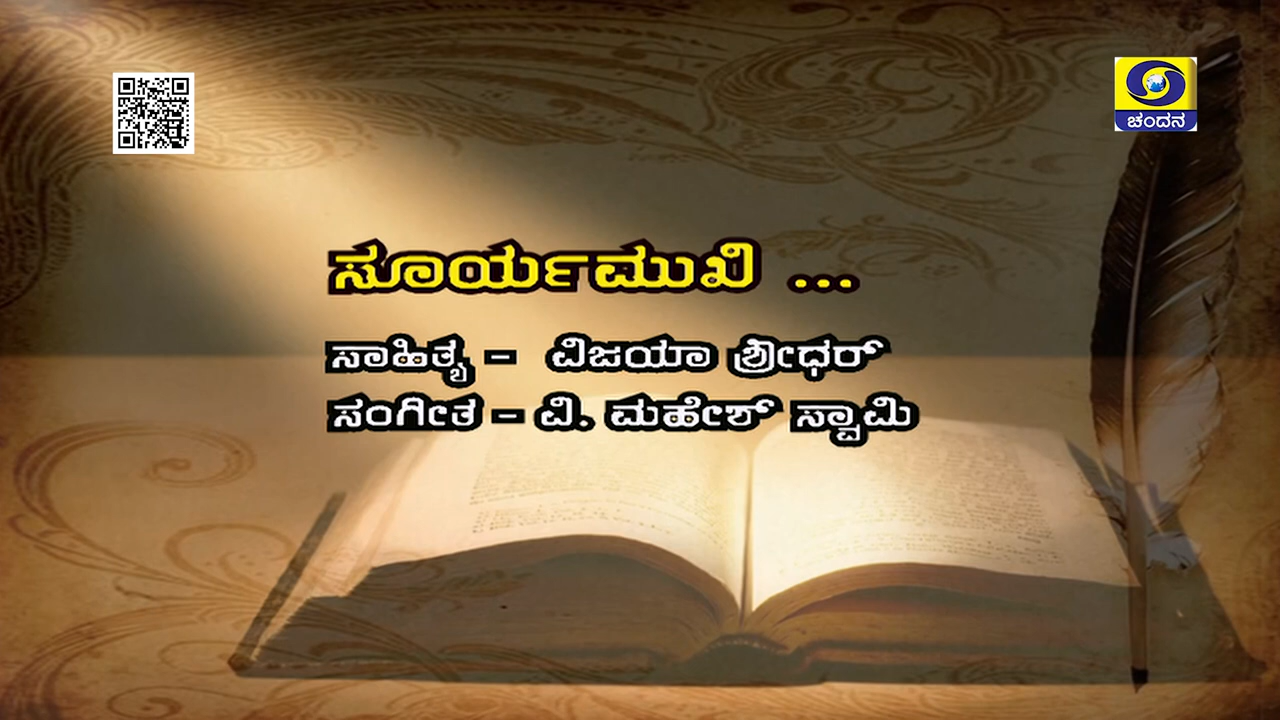 ಚಂದನ
ಸೂರ್ಯಮುಖಿ ...
ಸಾಹಿತ್ಯ - ವಿಜಯಾ ಶ್ರೀಧರ್
ಸಂಗೀತ - ವಿ. ಮಹೇಶ್ ಸ್ವಾಮಿ